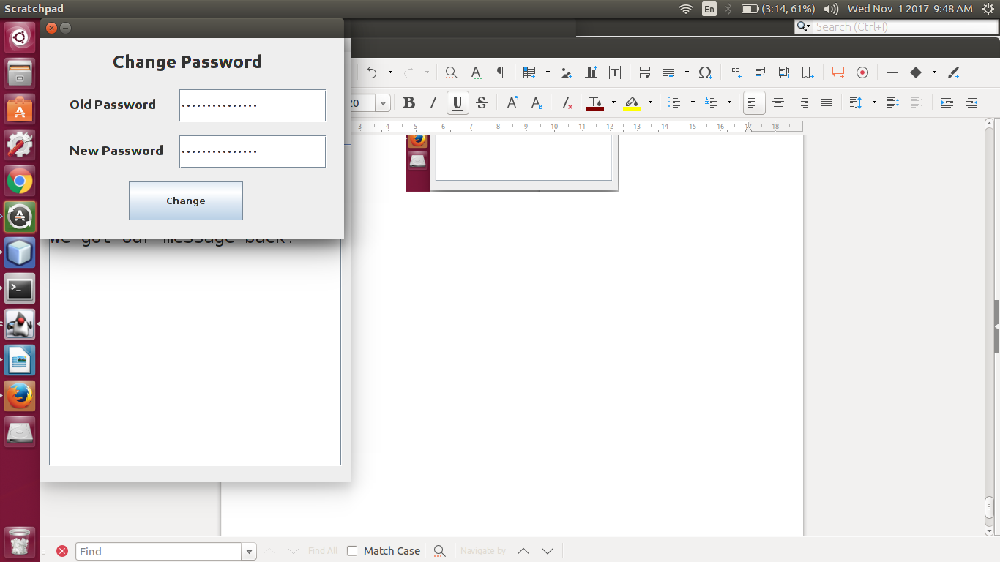 Scratchpad
En
(3:14, 61%)
Wed Nov 1 2017 9:48 AM
Search (Ctrl+I)
Change Password
Old Password
New Password
Change
20
3 4 5 6 7 8 9 10 11 12 13 14 15 16 17 18
We got our message back!
Find
Find All
Match Case
Navigate by